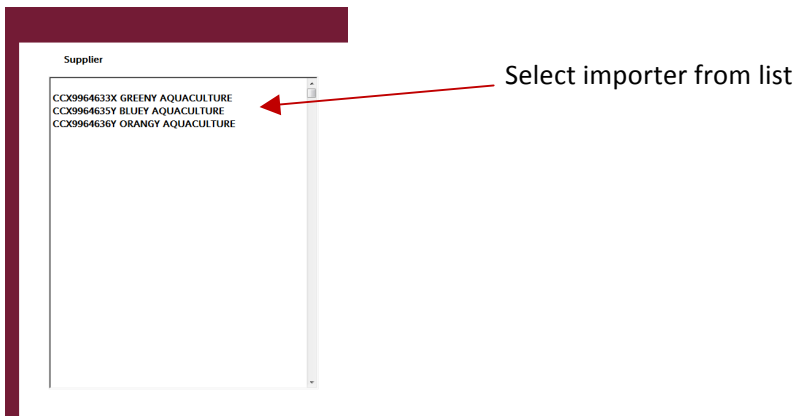 Supplier
CCX9964633X GREENY AQUACULTURE
CCX9964635Y BLUEY AQUACULTURE
CCX9964636Y ORANGY AQUACULTURE
Select importer from list